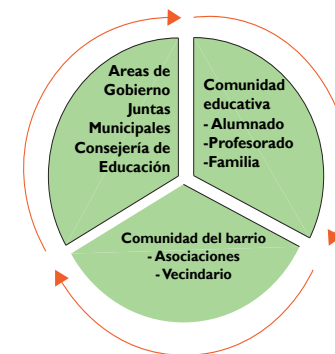 Areas de
Gobierno
Juntas
Municipales
Consejería de
Educación
Comunidad
educativa
- Alumnado
-Profesorado
-Familia
Comunidad del barrio
- Asociaciones
-Vecindario